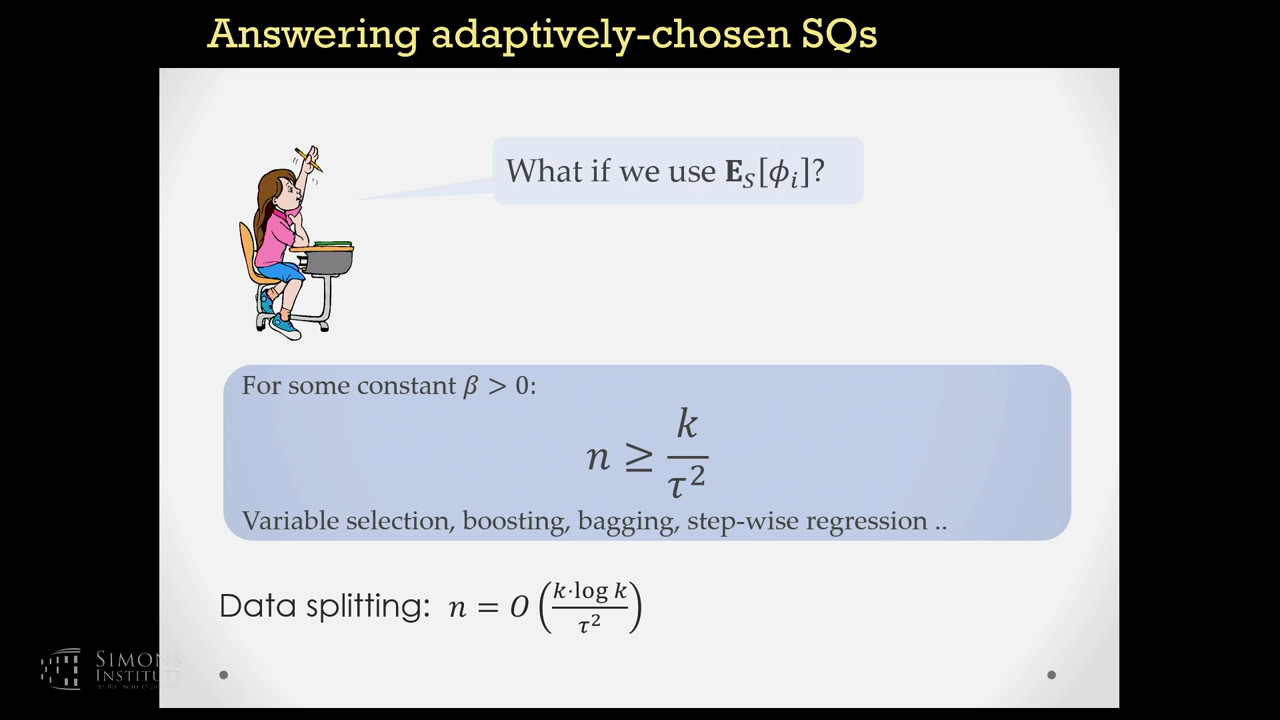 Answering adaptively-chosen SQs
What if we use 𝐄_S[ϕ_i]?
For some constant β > 0:
n ≥ k/τ²
Variable selection, boosting, bagging, step-wise regression ..
Data splitting: n = O(k·log k/τ²)
SIMONS
INSTITUTE